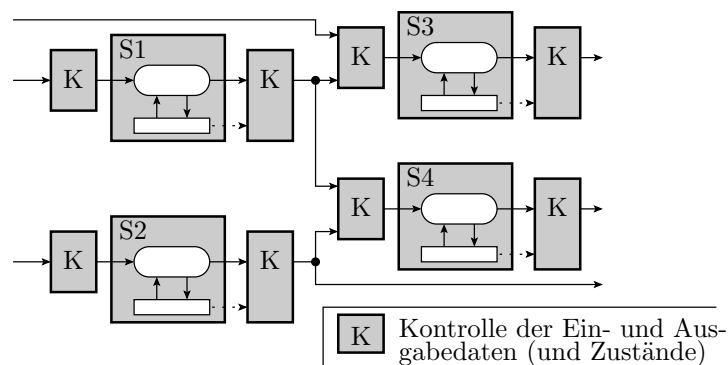 S1
S3
K
K
K
K
K
S2
S4
K
K
K
K
K Kontrolle der Ein- und Aus-
gabedaten (und Zustände)